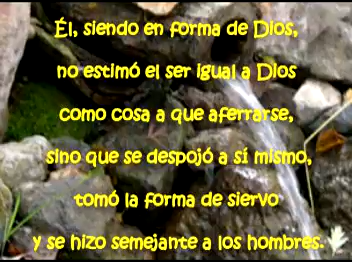 Él, siendo en forma de Dios,
no estimó el ser igual a Dios
como cosa a que aferrarse,
sino que se despojó a sí mismo,
tomó la forma de siervo
y se hizo semejante a los hombres.